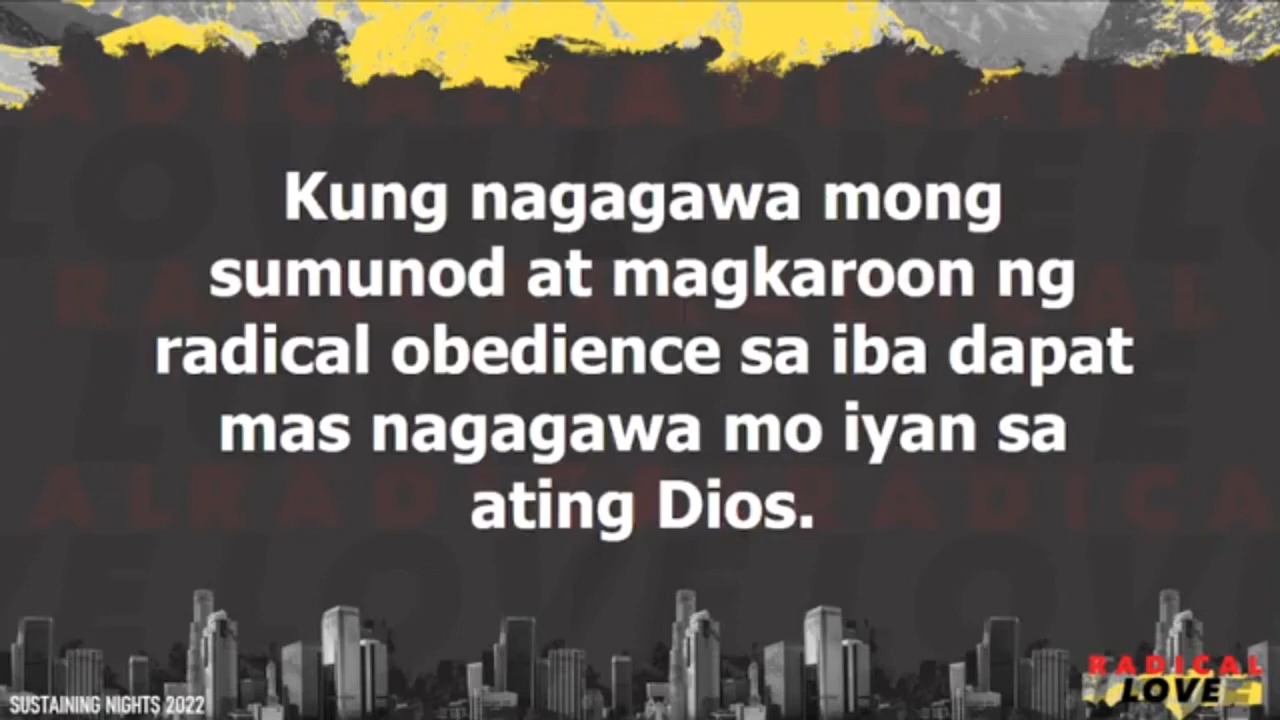 Kung nagagawa mong
sumunod at magkaroon ng
radical obedience sa iba dapat
mas nagagawa mo iyan sa
ating Dios.
SUSTAINING NIGHTS 2022
RADICAL
LOVE